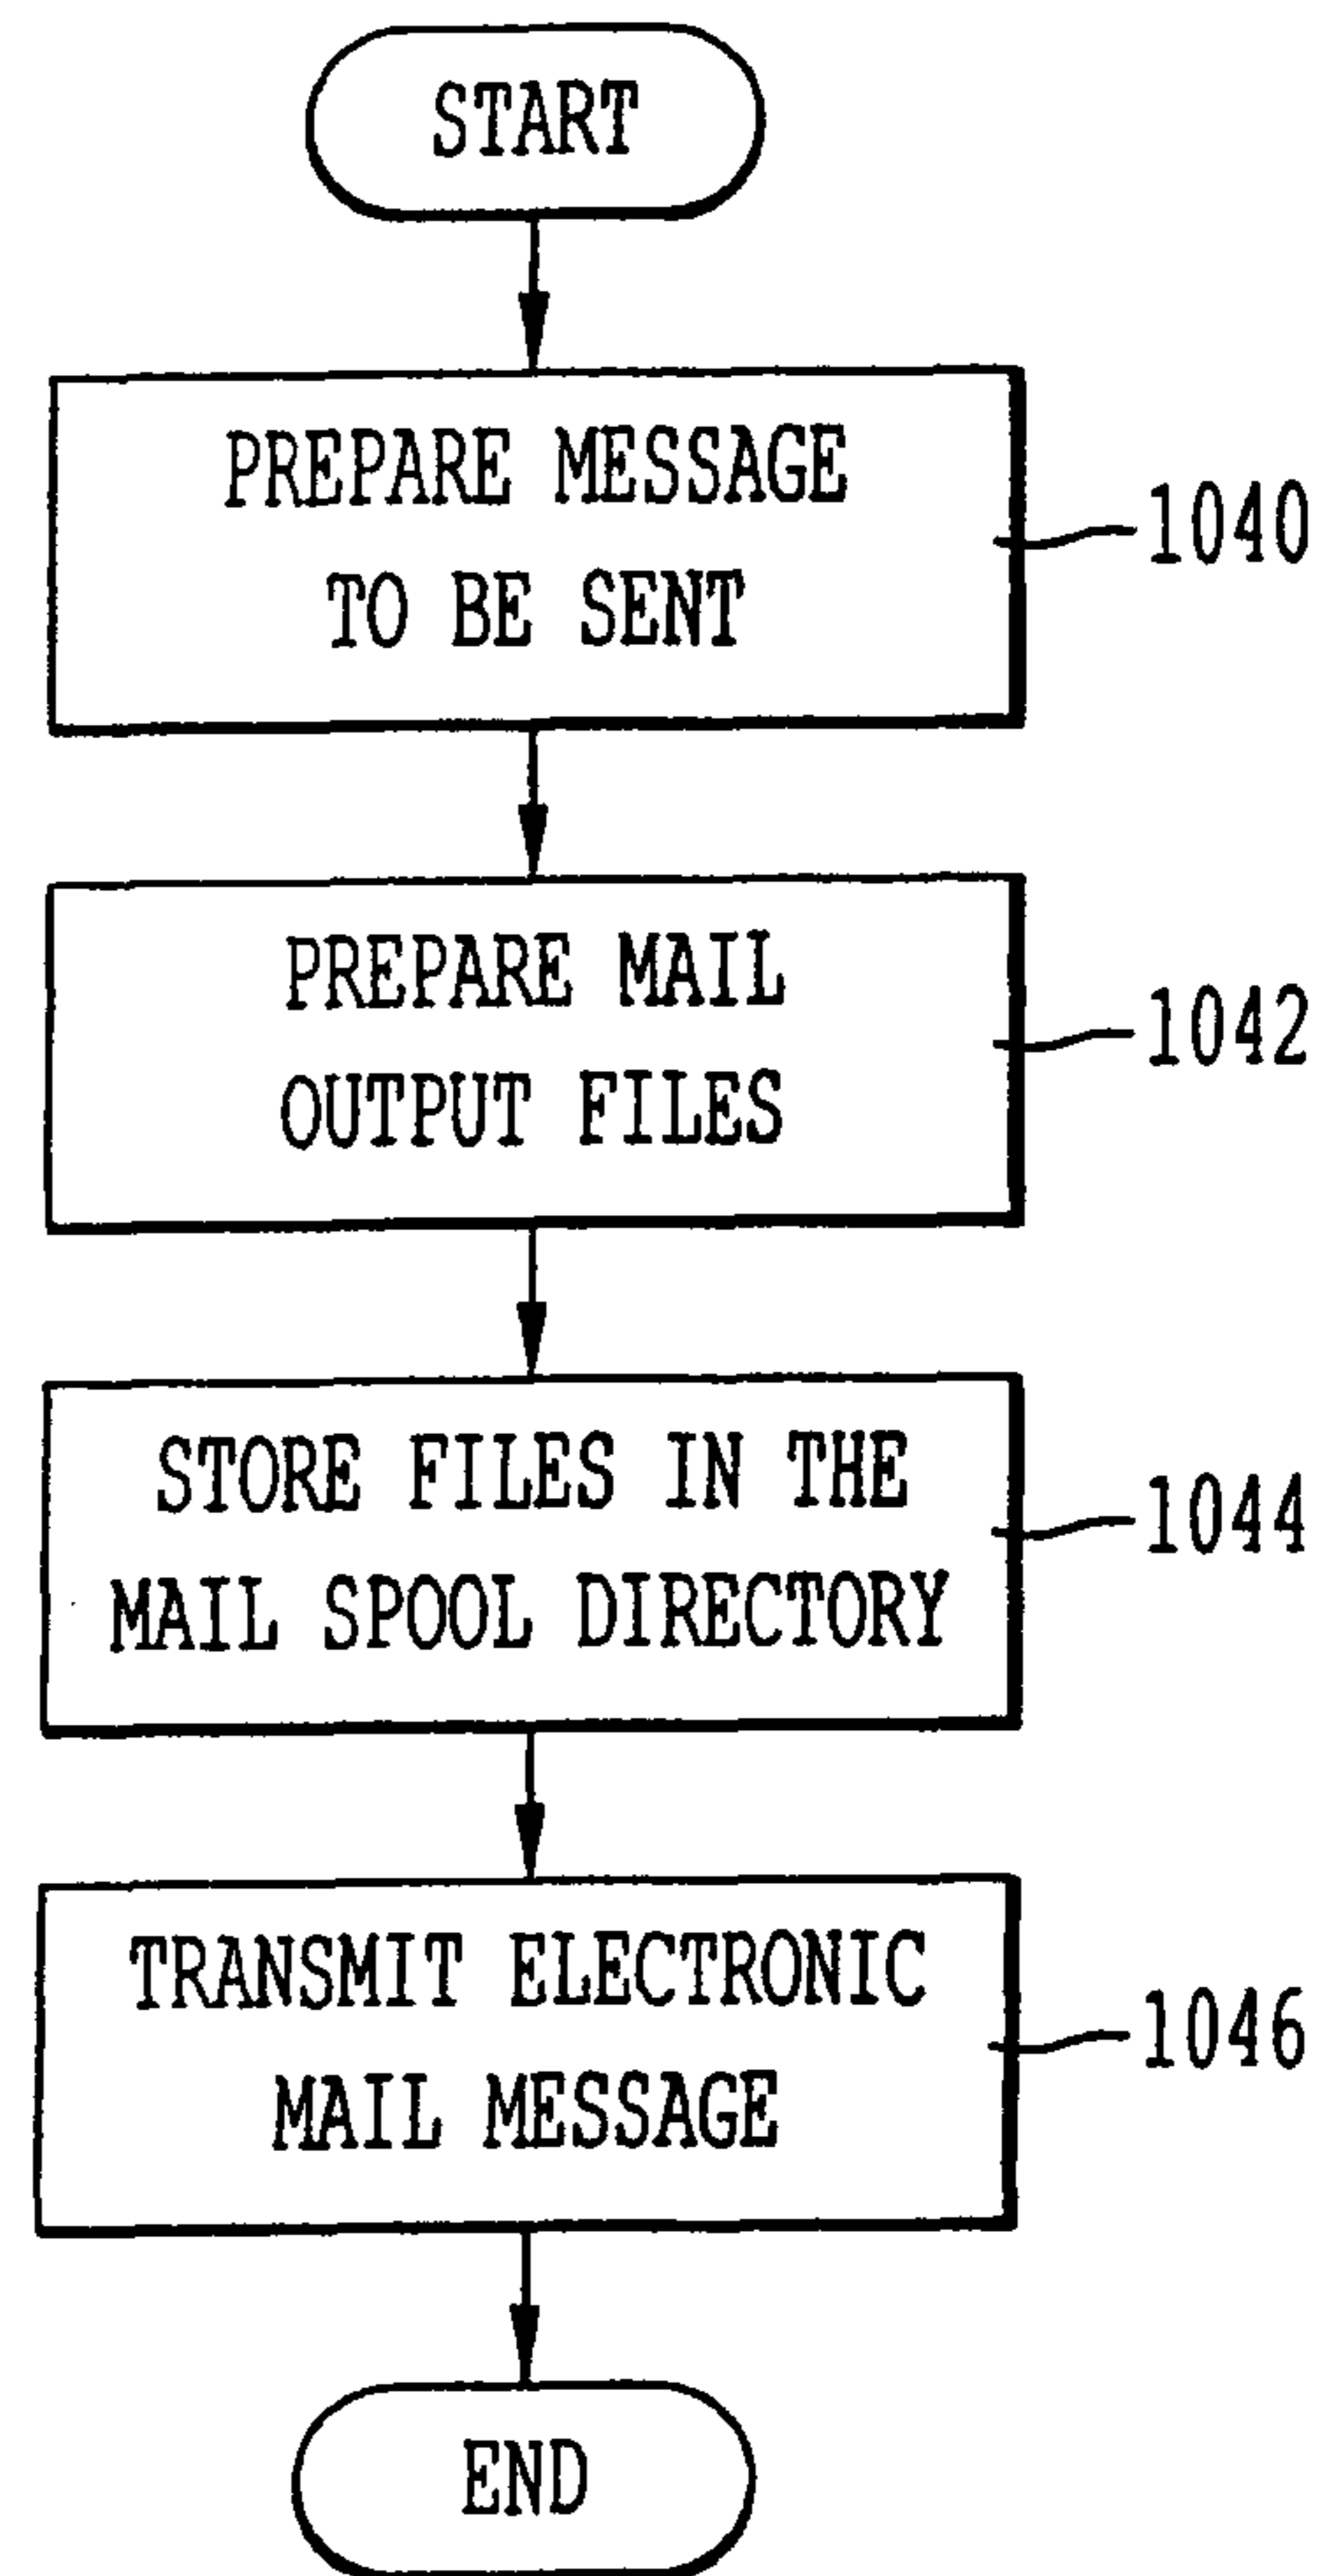 START
PREPARE MESSAGE
TO BE SENT
1040
PREPARE MAIL
OUTPUT FILES
1042
STORE FILES IN THE
MAIL SPOOL DIRECTORY
1044
TRANSMIT ELECTRONIC
MAIL MESSAGE
1046
END